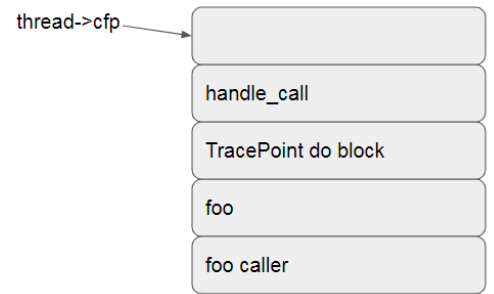 thread->cfp
handle_call
TracePoint do block
foo
foo caller